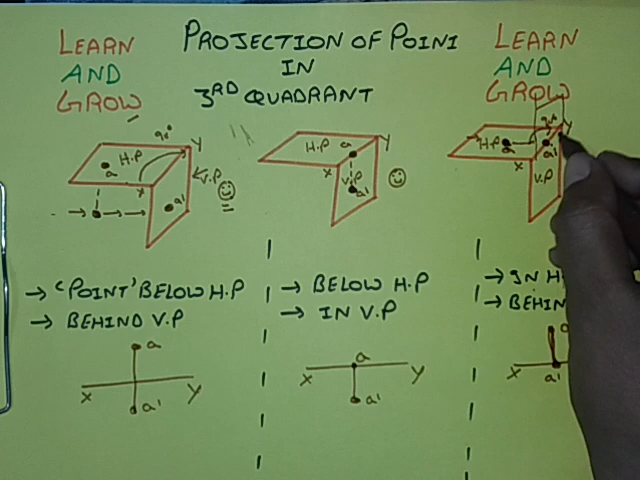 LEARN
AND
GROW
PROJECTION OF POINT
IN
3RD QUADRANT
LEARN
AND
GROW
90°
H.P
a
Y
X
V.P
a'
H.P
a
Y
X
V.P
a'
90°
H.P
a
Y
X
a'
V.P
→ 'POINT' BELOW H.P
→ BEHIND V.P
→ BELOW H.P
→ IN V.P
→ IN H
→ BEHIN
a
X Y
a'
a
X Y
a'
a
X
a'